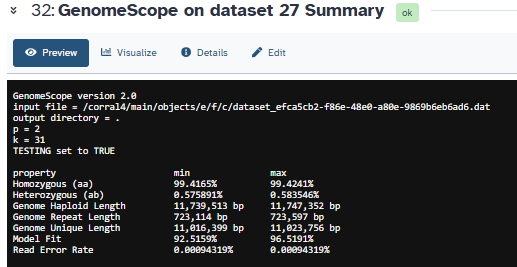 32: GenomeScope on dataset 27 Summary ok
Preview Visualize Details Edit
GenomeScope version 2.0
input file = /corral4/main/objects/e/f/c/dataset_efca5cb2-f86e-48e0-a80e-9869b6eb6ad6.dat
output directory = .
p = 2
k = 31
TESTING set to TRUE
property min max
Homozygous (aa) 99.4165% 99.4241%
Heterozygous (ab) 0.575891% 0.583546%
Genome Haploid Length 11,739,513 bp 11,747,352 bp
Genome Repeat Length 723,114 bp 723,597 bp
Genome Unique Length 11,016,399 bp 11,023,756 bp
Model Fit 92.5159% 96.5191%
Read Error Rate 0.00094319% 0.00094319%